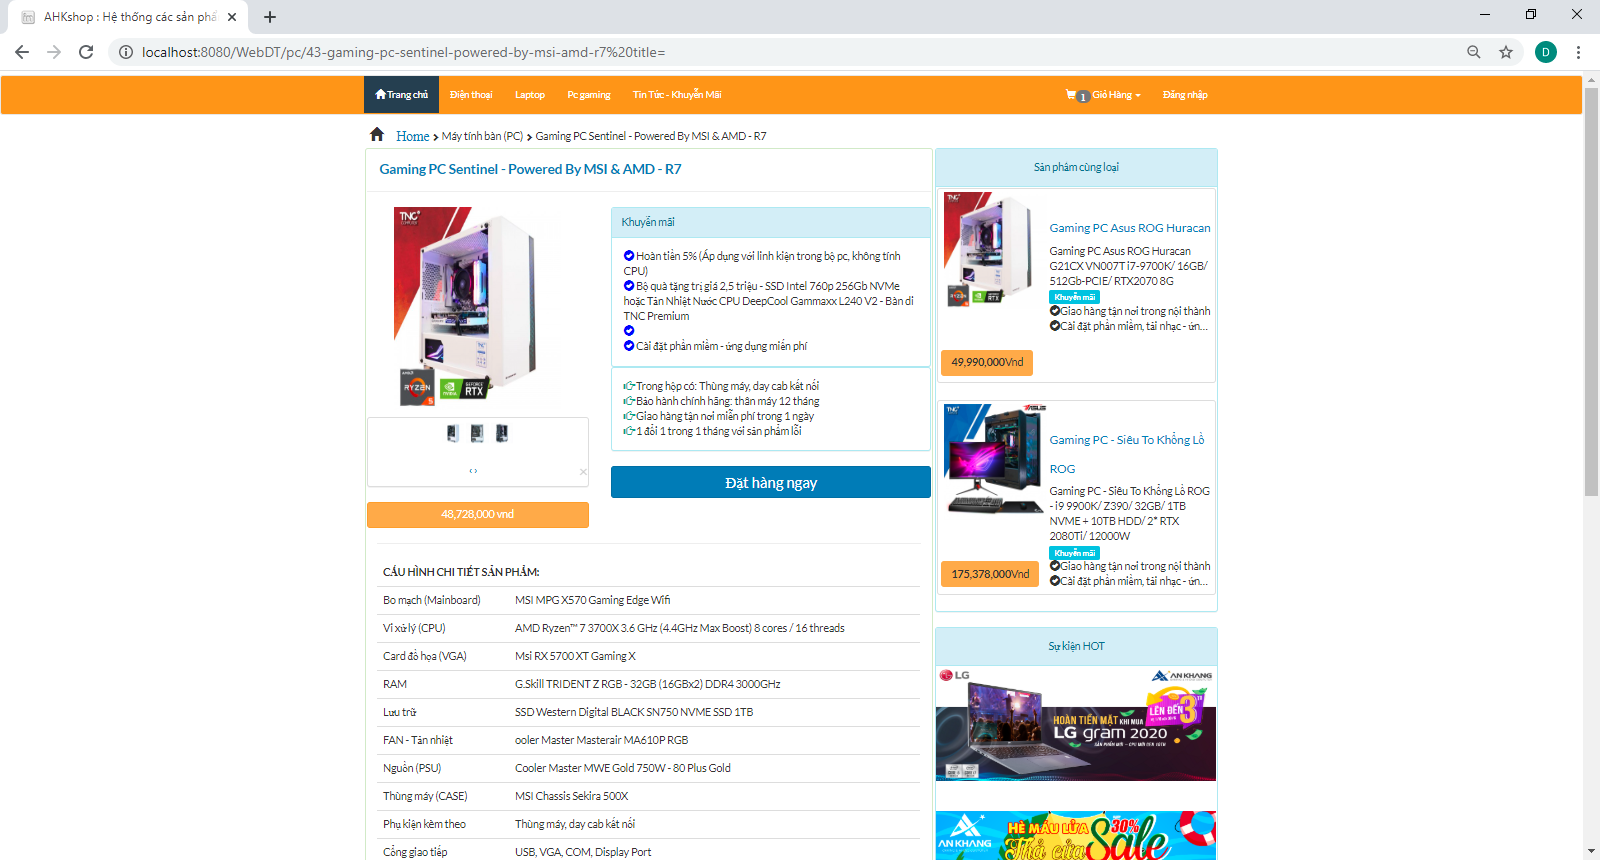 AHKshop : Hệ thống các sản phẩ
localhost:8080/WebDT/pc/43-gaming-pc-sentinel-powered-by-msi-amd-r7%20title=
D
Trang chủ
Điện thoại
Laptop
Pc gaming
Tin Tức - Khuyến Mãi
1 Giỏ Hàng
Đăng nhập
Home > Máy tính bàn (PC) > Gaming PC Sentinel - Powered By MSI & AMD - R7
Gaming PC Sentinel - Powered By MSI & AMD - R7
TNC
RYZEN 5
GEFORCE RTX
‹ ›
×
48,728,000 vnd
Khuyến mãi
Hoàn tiền 5% (Áp dụng với linh kiện trong bộ pc, không tính
CPU)
Bộ quà tặng trị giá 2,5 triệu - SSD Intel 760p 256Gb NVMe
hoặc Tản Nhiệt Nước CPU DeepCool Gammaxx L240 V2 - Bàn di
TNC Premium
Cài đặt phần miềm - ứng dụng miễn phí
Trong hộp có: Thùng máy, day cab kết nối
Bảo hành chính hãng: thân máy 12 tháng
Giao hàng tận nơi miễn phí trong 1 ngày
1 đổi 1 trong 1 tháng với sản phẩm lỗi
Đặt hàng ngay
CẤU HÌNH CHI TIẾT SẢN PHẨM:
Bo mạch (Mainboard) MSI MPG X570 Gaming Edge Wifi
Vi xử lý (CPU) AMD Ryzen™ 7 3700X 3.6 GHz (4.4GHz Max Boost) 8 cores / 16 threads
Card đồ họa (VGA) Msi RX 5700 XT Gaming X
RAM G.Skill TRIDENT Z RGB - 32GB (16GBx2) DDR4 3000GHz
Lưu trữ SSD Western Digital BLACK SN750 NVME SSD 1TB
FAN - Tản nhiệt ooler Master Masterair MA610P RGB
Nguồn (PSU) Cooler Master MWE Gold 750W - 80 Plus Gold
Thùng máy (CASE) MSI Chassis Sekira 500X
Phụ kiện kèm theo Thùng máy, day cab kết nối
Cổng giao tiếp USB, VGA, COM, Display Port
Sản phẩm cùng loại
TNC
Gaming PC Asus ROG Huracan
Gaming PC Asus ROG Huracan
G21CX VN007T i7-9700K/ 16GB/
512Gb-PCIE/ RTX2070 8G
Khuyến mãi
Giao hàng tận nơi trong nội thành
Cài đặt phần miềm, tải nhạc - ứn...
49,990,000Vnd
TNC
ASUS
Gaming PC - Siêu To Khổng Lồ
ROG
Gaming PC - Siêu To Khổng Lồ ROG
- i9 9900K/ Z390/ 32GB/ 1TB
NVME + 10TB HDD/ 2* RTX
2080Ti/ 12000W
Khuyến mãi
Giao hàng tận nơi trong nội thành
Cài đặt phần miềm, tải nhạc - ứn...
175,378,000Vnd
Sự kiện HOT
LG
AN KHANG
LÊN ĐẾN 3
HOÀN TIỀN MẶT KHI MUA
LG gram 2020
AN KHANG
HÈ MÁU LỬA
30%
Thả cửa Sale